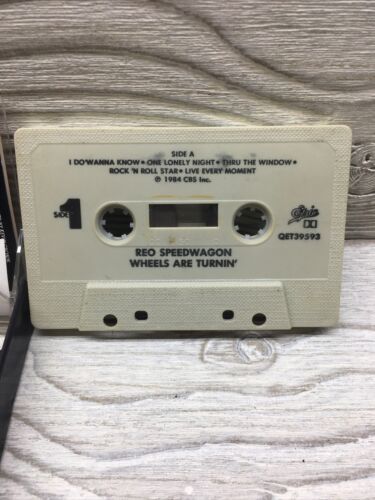 SIDE A
I DO'WANNA KNOW • ONE LONELY NIGHT • THRU THE WINDOW •
ROCK 'N ROLL STAR • LIVE EVERY MOMENT
℗ 1984 CBS Inc.
SIDE 1
Epic
QET39593
REO SPEEDWAGON
WHEELS ARE TURNIN'